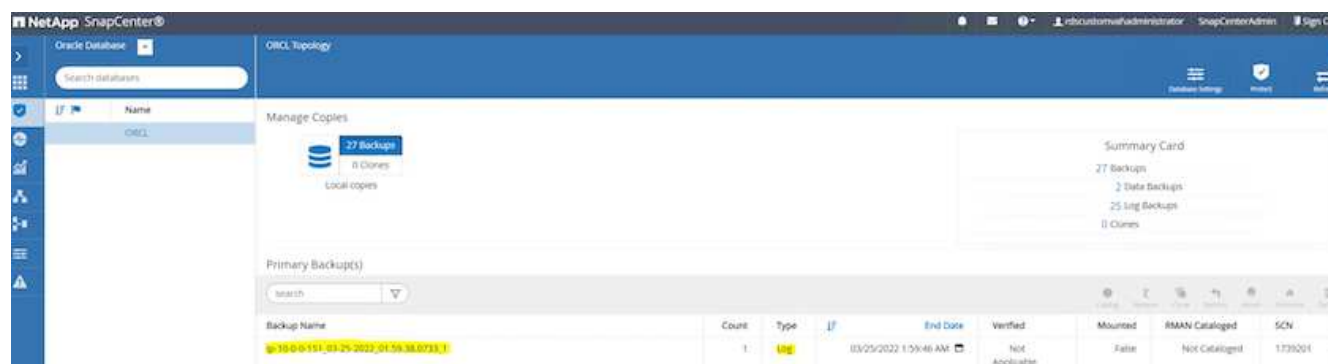 NetApp SnapCenter®
rdscustomval\administrator SnapCenterAdmin Sign
Oracle Database
ORCL Topology
Search databases
Database Settings Protect
Name
ORCL
Manage Copies
27 Backups
0 Clones
Local copies
Summary Card
27 Backups
2 Data Backups
25 Log Backups
0 Clones
Primary Backup(s)
search
Backup Name Count Type End Date Verified Mounted RMAN Cataloged SCN
ip-10-0-0-151_03-25-2022_01.59.38.0733_1 1 Log 03/25/2022 1:59:46 AM Not Applicable False Not Cataloged 1739201